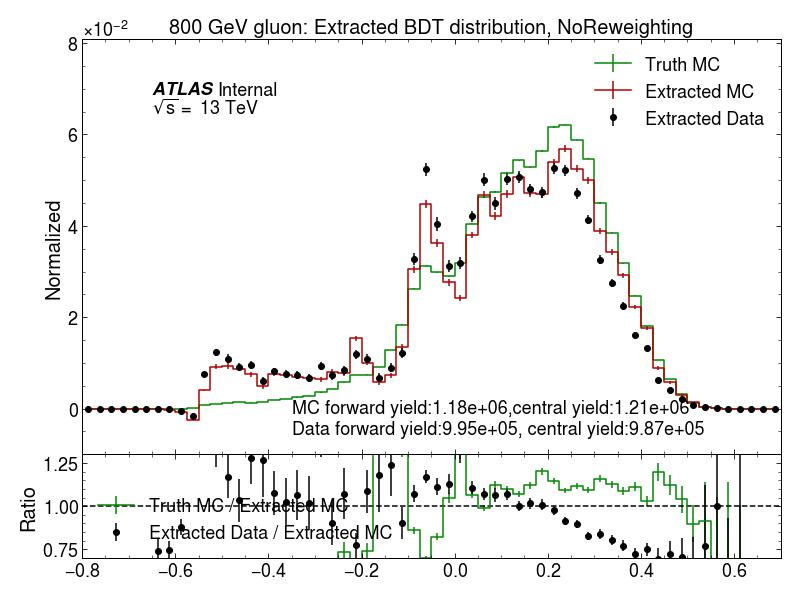 800 GeV gluon: Extracted BDT distribution, NoReweighting
×10⁻²
8
6
4
2
0
Normalized
ATLAS Internal
√s = 13 TeV
Truth MC
Extracted MC
Extracted Data
MC forward yield:1.18e+06,central yield:1.21e+06
Data forward yield:9.95e+05, central yield:9.87e+05
1.25
1.00
0.75
Ratio
Truth MC / Extracted MC
Extracted Data / Extracted MC
−0.8 −0.6 −0.4 −0.2 0.0 0.2 0.4 0.6